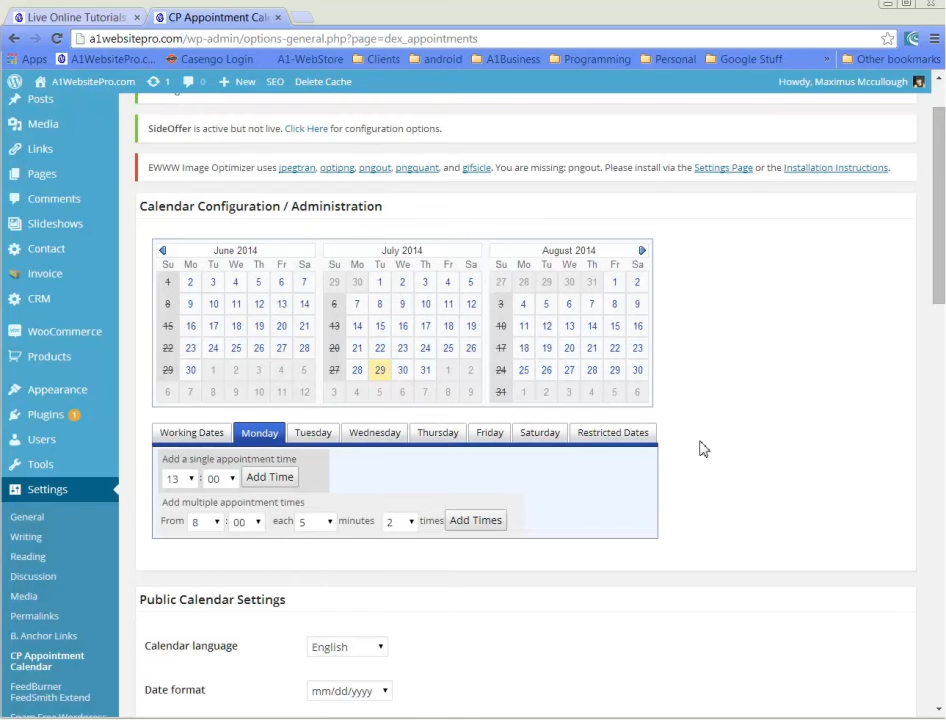 Live Online Tutorials ×
CP Appointment Cal ×
a1websitepro.com/wp-admin/options-general.php?page=dex_appointments
Apps A1WebsitePro.c... Casengo Login A1-WebStore Clients android A1Business Programming Personal Google Stuff » Other bookmarks
A1WebsitePro.com 1 0 + New SEO Delete Cache Howdy, Maximus Mccullough
Posts
Media
Links
Pages
Comments
Slideshows
Contact
Invoice
CRM
WooCommerce
Products
Appearance
Plugins 1
Users
Tools
Settings
General
Writing
Reading
Discussion
Media
Permalinks
B. Anchor Links
CP Appointment
Calendar
FeedBurner
FeedSmith Extend
Spam Free Wordpress
SideOffer is active but not live. Click Here for configuration options.
EWWW Image Optimizer uses jpegtran, optipng, pngout, pngquant, and gifsicle. You are missing: pngout. Please install via the Settings Page or the Installation Instructions.
Calendar Configuration / Administration
June 2014
Su Mo Tu We Th Fr Sa
1 2 3 4 5 6 7
8 9 10 11 12 13 14
15 16 17 18 19 20 21
22 23 24 25 26 27 28
29 30 1 2 3 4 5
6 7 8 9 10 11 12
July 2014
Su Mo Tu We Th Fr Sa
29 30 1 2 3 4 5
6 7 8 9 10 11 12
13 14 15 16 17 18 19
20 21 22 23 24 25 26
27 28 29 30 31 1 2
3 4 5 6 7 8 9
August 2014
Su Mo Tu We Th Fr Sa
27 28 29 30 31 1 2
3 4 5 6 7 8 9
10 11 12 13 14 15 16
17 18 19 20 21 22 23
24 25 26 27 28 29 30
31 1 2 3 4 5 6
Working Dates Monday Tuesday Wednesday Thursday Friday Saturday Restricted Dates
Add a single appointment time
13 : 00 Add Time
Add multiple appointment times
From 8 : 00 each 5 minutes 2 times Add Times
Public Calendar Settings
Calendar language English
Date format mm/dd/yyyy